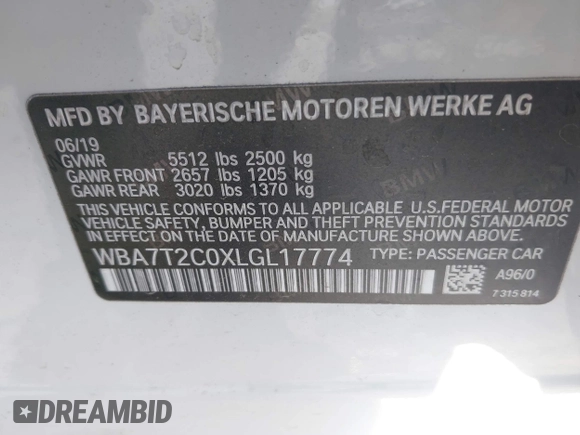 MFD BY BAYERISCHE MOTOREN WERKE AG
06/19
GVWR 5512 lbs 2500 kg
GAWR FRONT 2657 lbs 1205 kg
GAWR REAR 3020 lbs 1370 kg
THIS VEHICLE CONFORMS TO ALL APPLICABLE U.S.FEDERAL MOTOR
VEHICLE SAFETY, BUMPER, AND THEFT PREVENTION STANDARDS
IN EFFECT ON THE DATE OF MANUFACTURE SHOWN ABOVE.
WBA7T2C0XLGL17774 TYPE: PASSENGER CAR
A96/0
7 315 814
DREAMBID